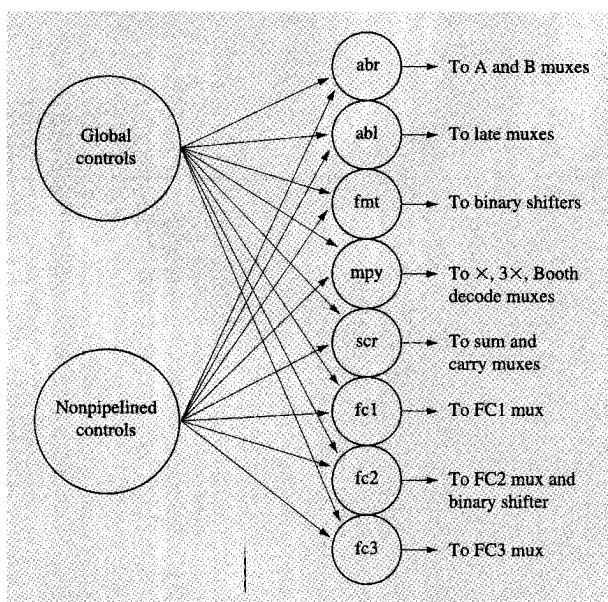 Global
controls
Nonpipelined
controls
abr
To A and B muxes
abl
To late muxes
fmt
To binary shifters
mpy
To ×, 3×, Booth
decode muxes
scr
To sum and
carry muxes
fc1
To FC1 mux
fc2
To FC2 mux and
binary shifter
fc3
To FC3 mux